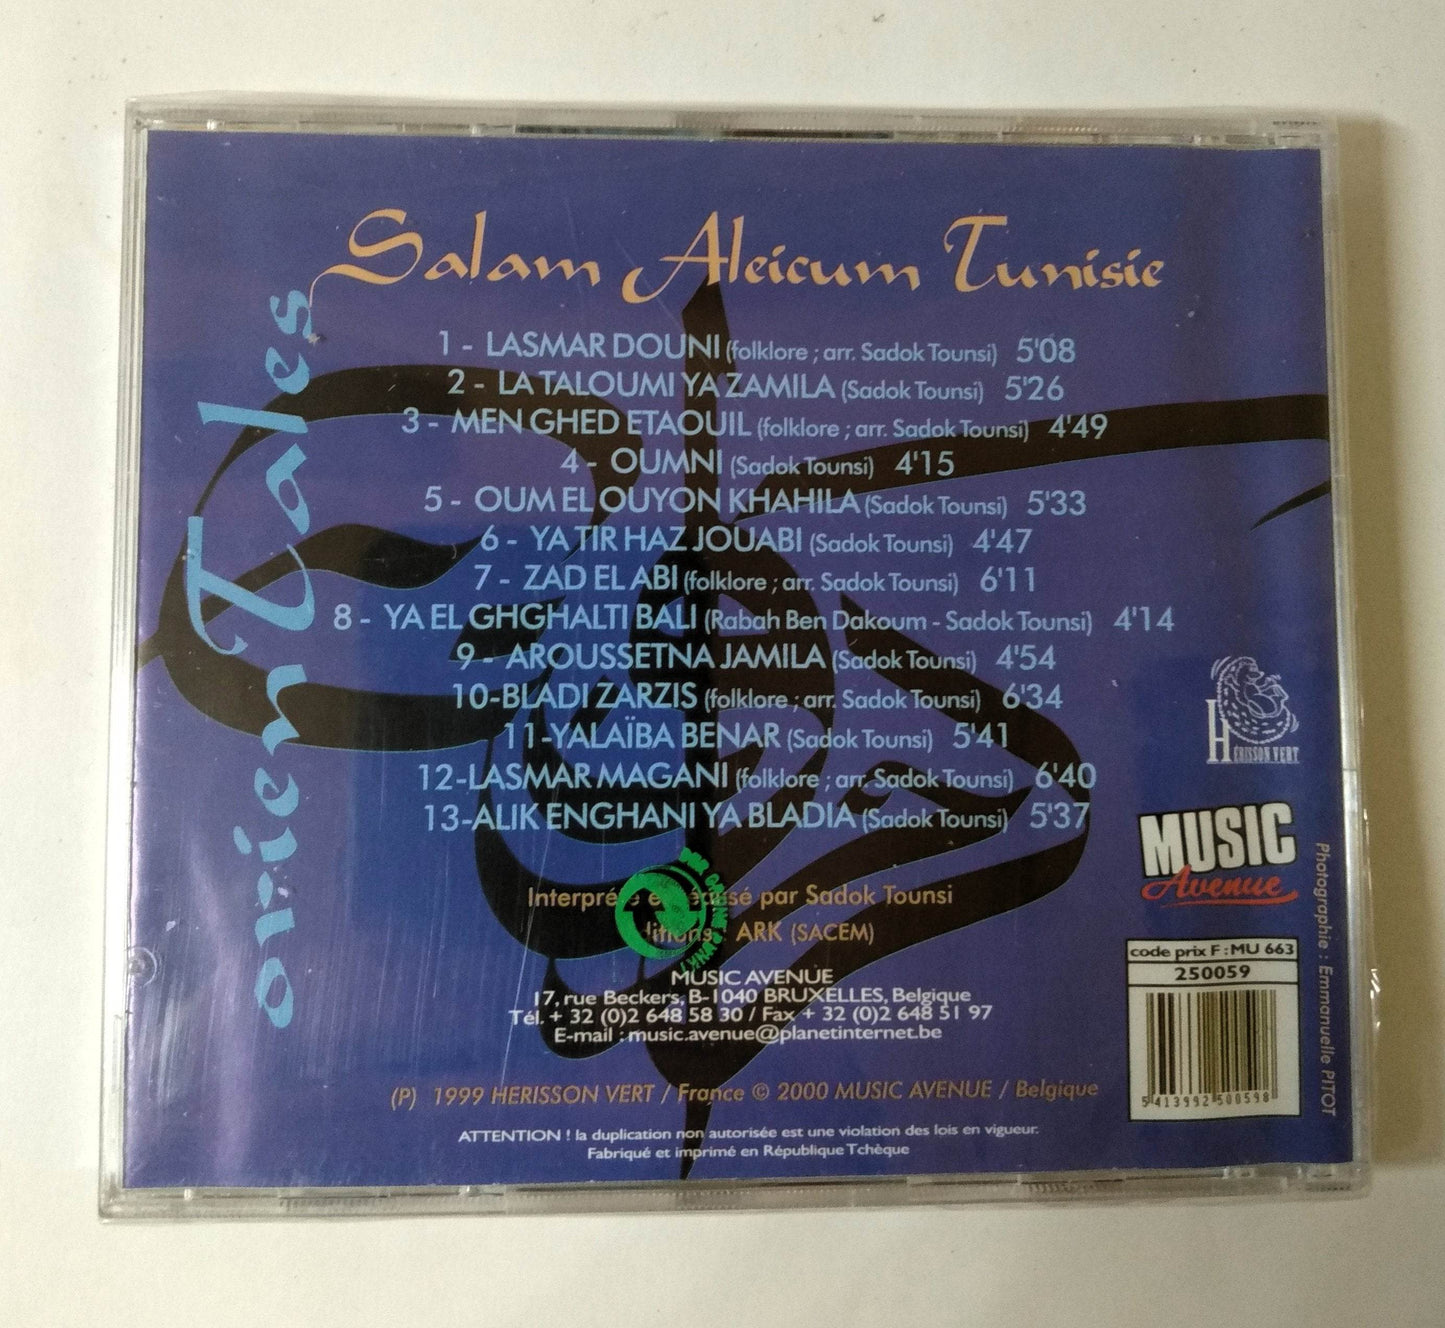 Salam Aleicum Tunisie
orienTales
1 - LASMAR DOUNI (folklore ; arr. Sadok Tounsi) 5'08
2 - LA TALOUMI YA ZAMILA (Sadok Tounsi) 5'26
3 - MEN GHED ETAOUIL (folklore ; arr. Sadok Tounsi) 4'49
4 - OUMNI (Sadok Tounsi) 4'15
5 - OUM EL OUYON KHAHILA (Sadok Tounsi) 5'33
6 - YA TIR HAZ JOUABI (Sadok Tounsi) 4'47
7 - ZAD EL ABI (folklore ; arr. Sadok Tounsi) 6'11
8 - YA EL GHGHALTI BALI (Rabah Ben Dakoum - Sadok Tounsi) 4'14
9 - AROUSSETNA JAMILA (Sadok Tounsi) 4'54
10-BLADI ZARZIS (folklore ; arr. Sadok Tounsi) 6'34
11-YALAÏBA BENAR (Sadok Tounsi) 5'41
12-LASMAR MAGANI (folklore ; arr. Sadok Tounsi) 6'40
13-ALIK ENGHANI YA BLADIA (Sadok Tounsi) 5'37
HÉRISSON VERT
MUSIC
Avenue
Interprété et réalisé par Sadok Tounsi
ARK (SACEM)
MUSIC AVENUE
17, rue Beckers, B-1040 BRUXELLES, Belgique
Tél. + 32 (0)2 648 58 30 / Fax + 32 (0)2 648 51 97
E-mail : music.avenue@planetinternet.be
code prix F : MU 663
250059
5 413992 500598
Photographie : Emmanuelle PITOT
(P) 1999 HERISSON VERT / France © 2000 MUSIC AVENUE / Belgique
ATTENTION ! la duplication non autorisée est une violation des lois en vigueur.
Fabriqué et imprimé en République Tchèque